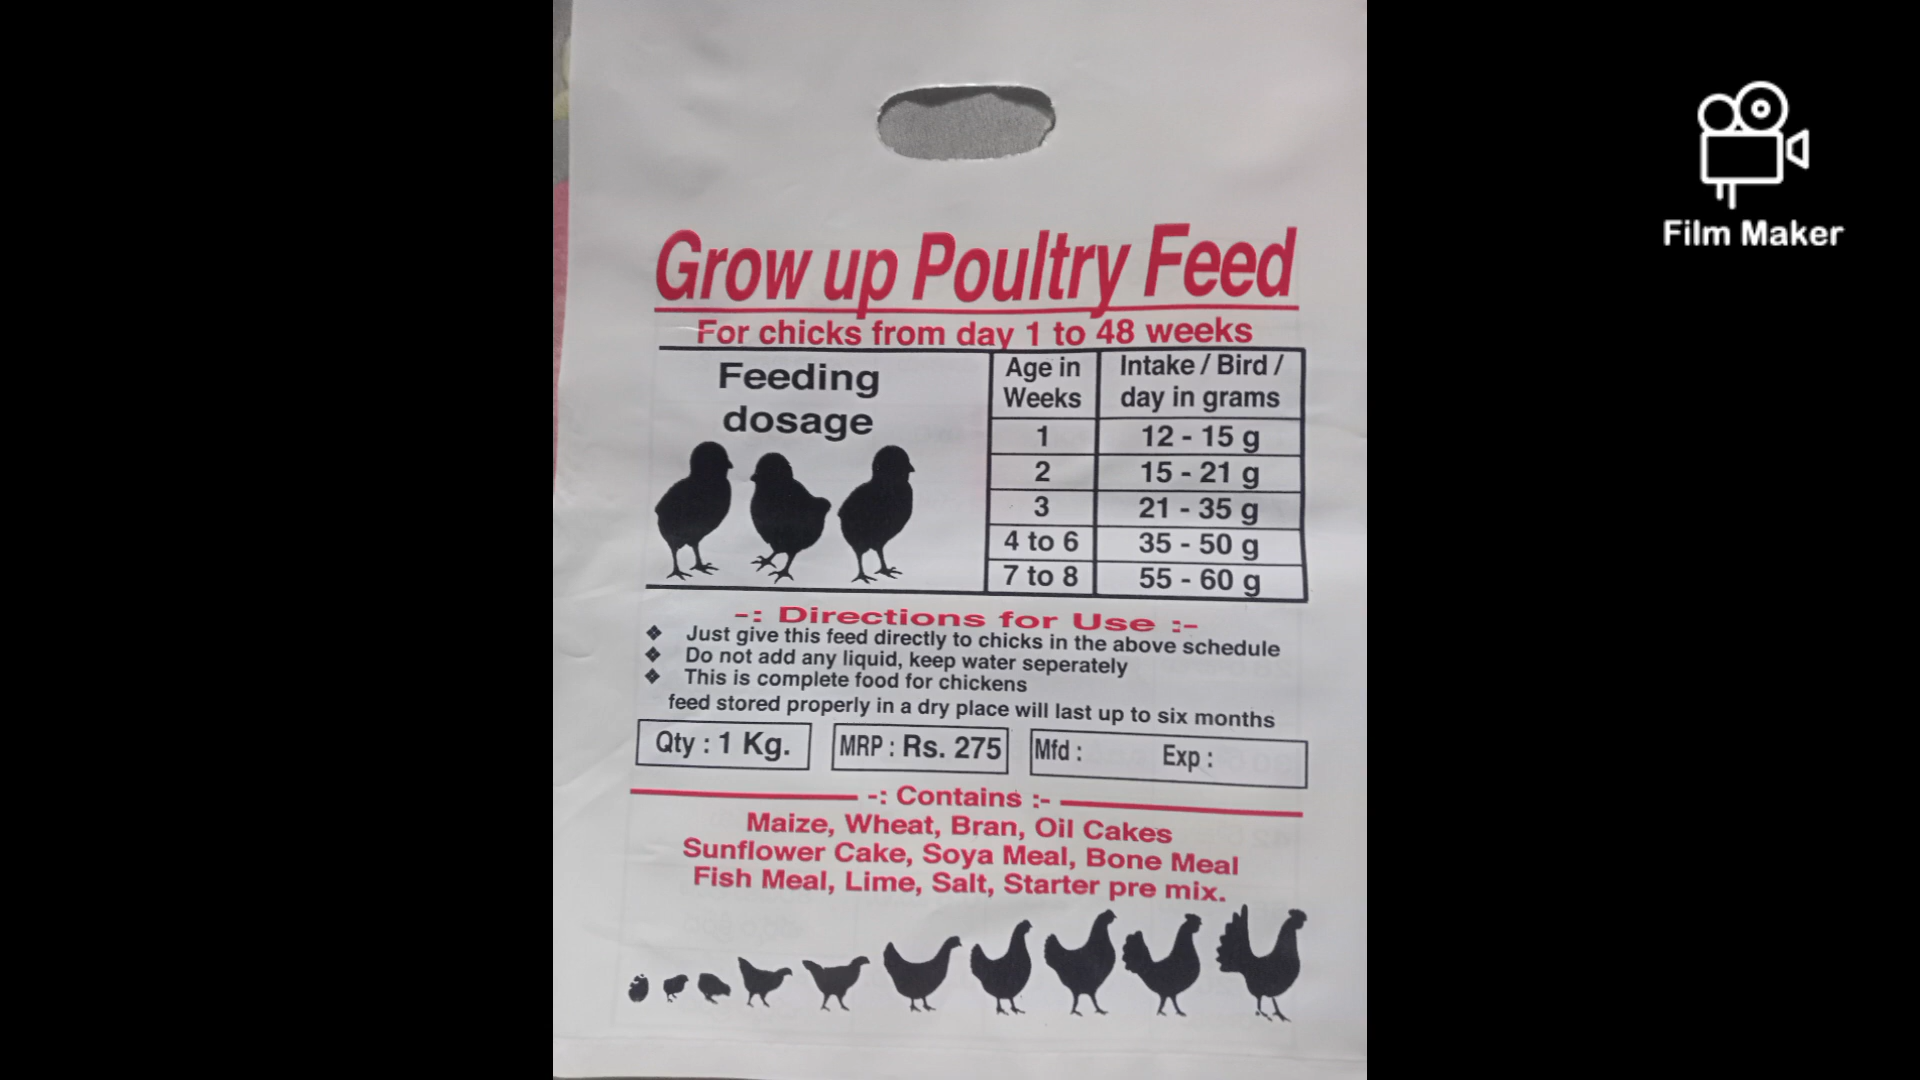 Grow up Poultry Feed
For chicks from day 1 to 48 weeks
Feeding
dosage
Age in Weeks Intake / Bird / day in grams
1 12 - 15 g
2 15 - 21 g
3 21 - 35 g
4 to 6 35 - 50 g
7 to 8 55 - 60 g
-: Directions for Use :-
❖ Just give this feed directly to chicks in the above schedule
❖ Do not add any liquid, keep water seperately
❖ This is complete food for chickens
feed stored properly in a dry place will last up to six months
Qty : 1 Kg. MRP : Rs. 275 Mfd : Exp :
-: Contains :-
Maize, Wheat, Bran, Oil Cakes
Sunflower Cake, Soya Meal, Bone Meal
Fish Meal, Lime, Salt, Starter pre mix.
Film Maker